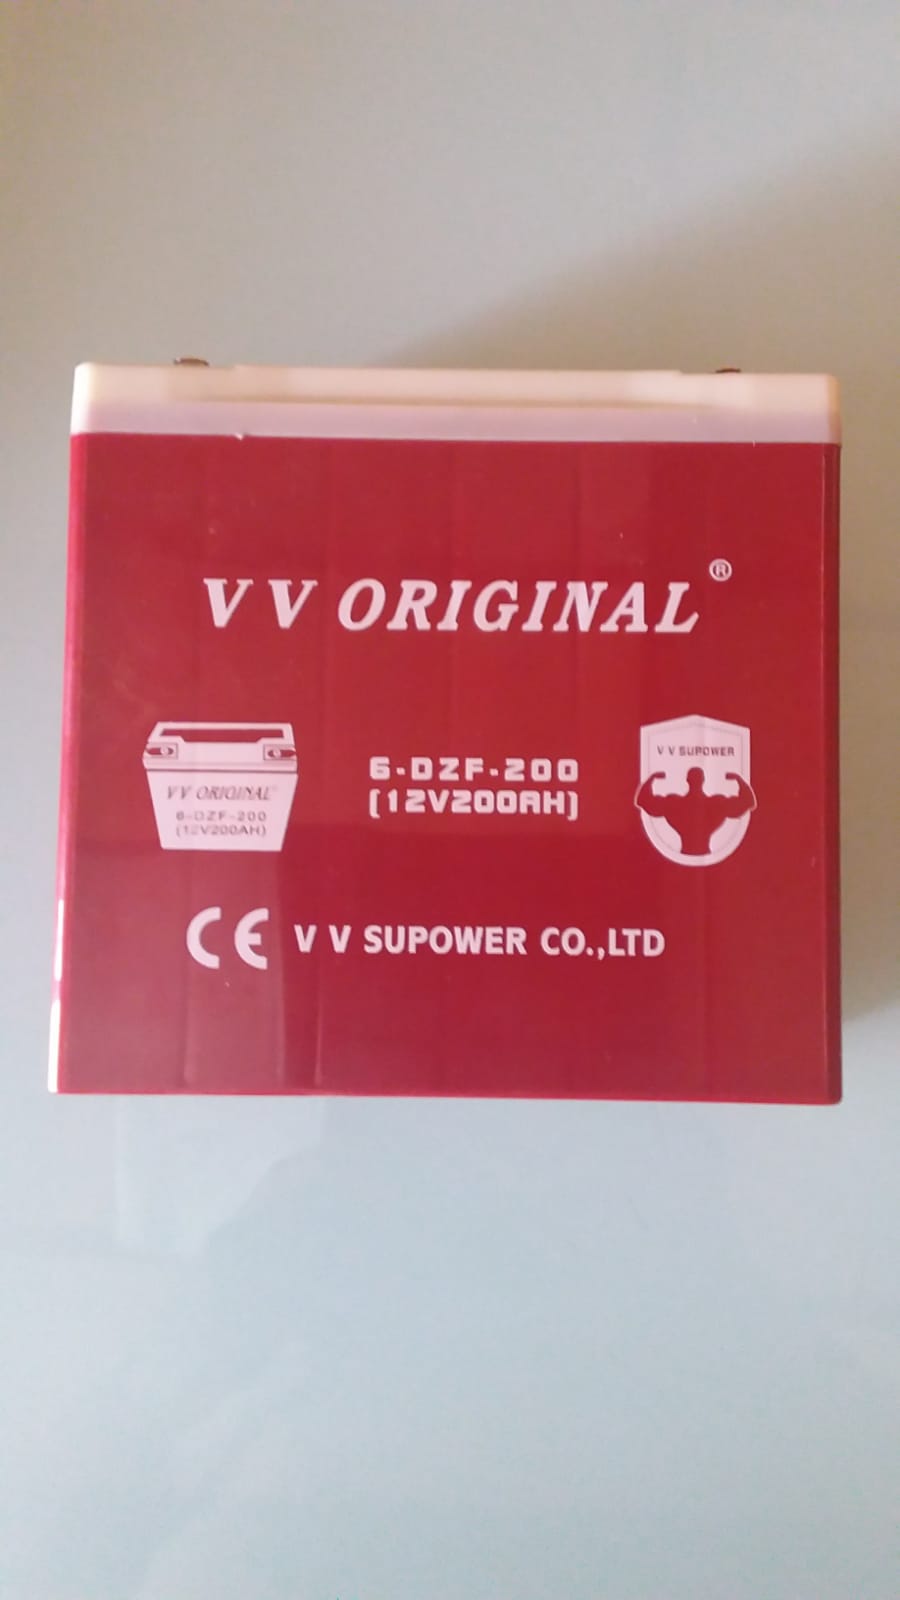 V V ORIGINAL ®
V V ORIGINAL
6-DZF-200
(12V200AH)
6-DZF-200
[12V200AH]
V V SUPOWER
CE V V SUPOWER CO.,LTD